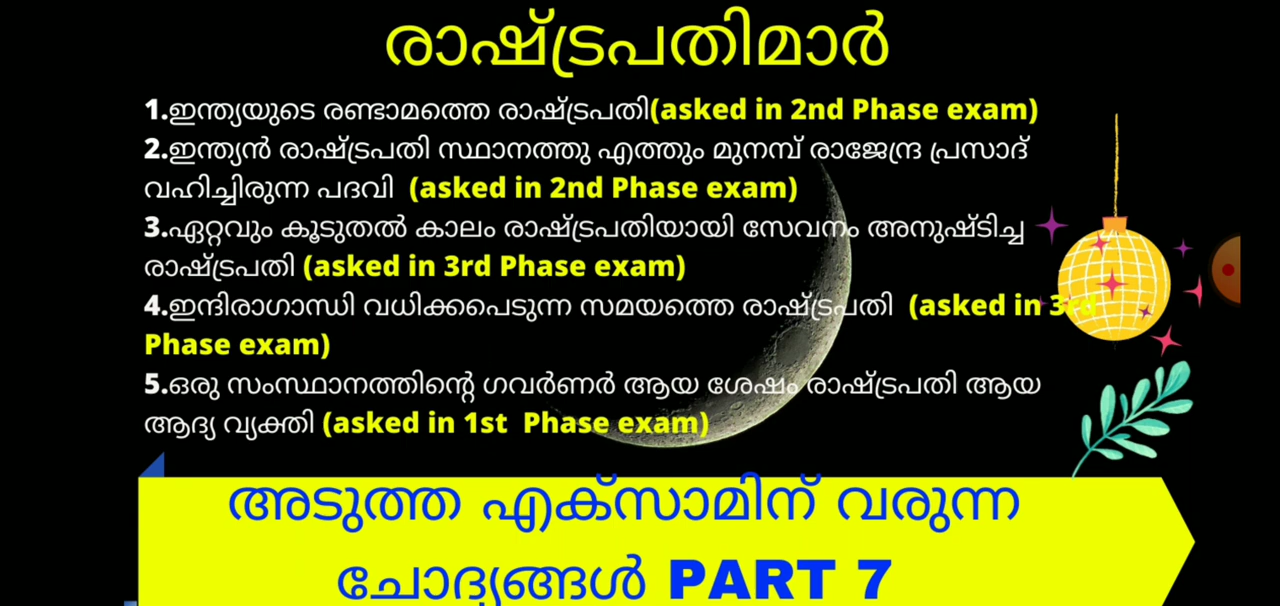 രാഷ്ട്രപതിമാർ
1.ഇന്ത്യയുടെ രണ്ടാമത്തെ രാഷ്ട്രപതി(asked in 2nd Phase exam)
2.ഇന്ത്യൻ രാഷ്ട്രപതി സ്ഥാനത്തു എത്തും മുനമ്പ് രാജേന്ദ്ര പ്രസാദ്
വഹിച്ചിരുന്ന പദവി (asked in 2nd Phase exam)
3.ഏറ്റവും കൂടുതൽ കാലം രാഷ്ട്രപതിയായി സേവനം അനുഷ്ടിച്ച
രാഷ്ട്രപതി (asked in 3rd Phase exam)
4.ഇന്ദിരാഗാന്ധി വധിക്കപെടുന്ന സമയത്തെ രാഷ്ട്രപതി (asked in 3rd
Phase exam)
5.ഒരു സംസ്ഥാനത്തിന്റെ ഗവർണർ ആയ ശേഷം രാഷ്ട്രപതി ആയ
ആദ്യ വ്യക്തി (asked in 1st Phase exam)
അടുത്ത എക്സാമിന് വരുന്ന
ചോദ്യങ്ങൾ PART 7